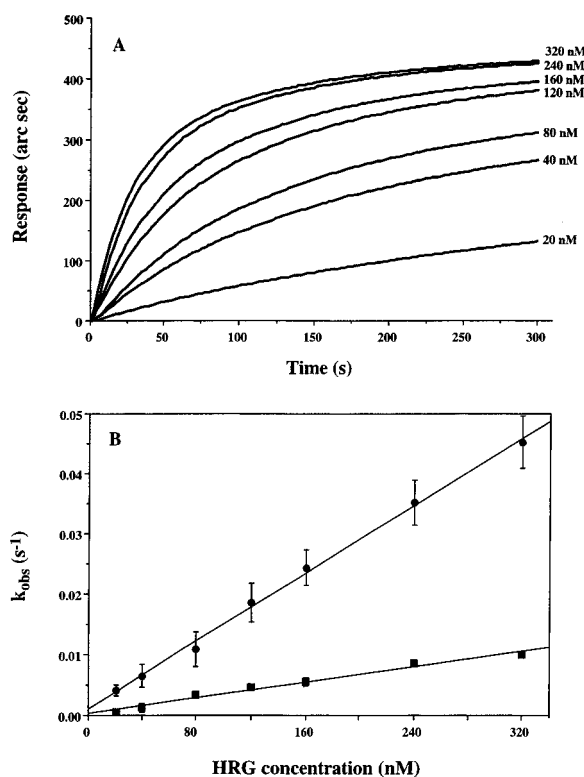 A
500
400
300
200
100
0
Response (arc sec)
320 nM
240 nM
160 nM
120 nM
80 nM
40 nM
20 nM
0
50
100
150
200
250
300
Time (s)
B
0.05
0.04
0.03
0.02
0.01
0.00
k_obs (s⁻¹)
0
80
160
240
320
HRG concentration (nM)